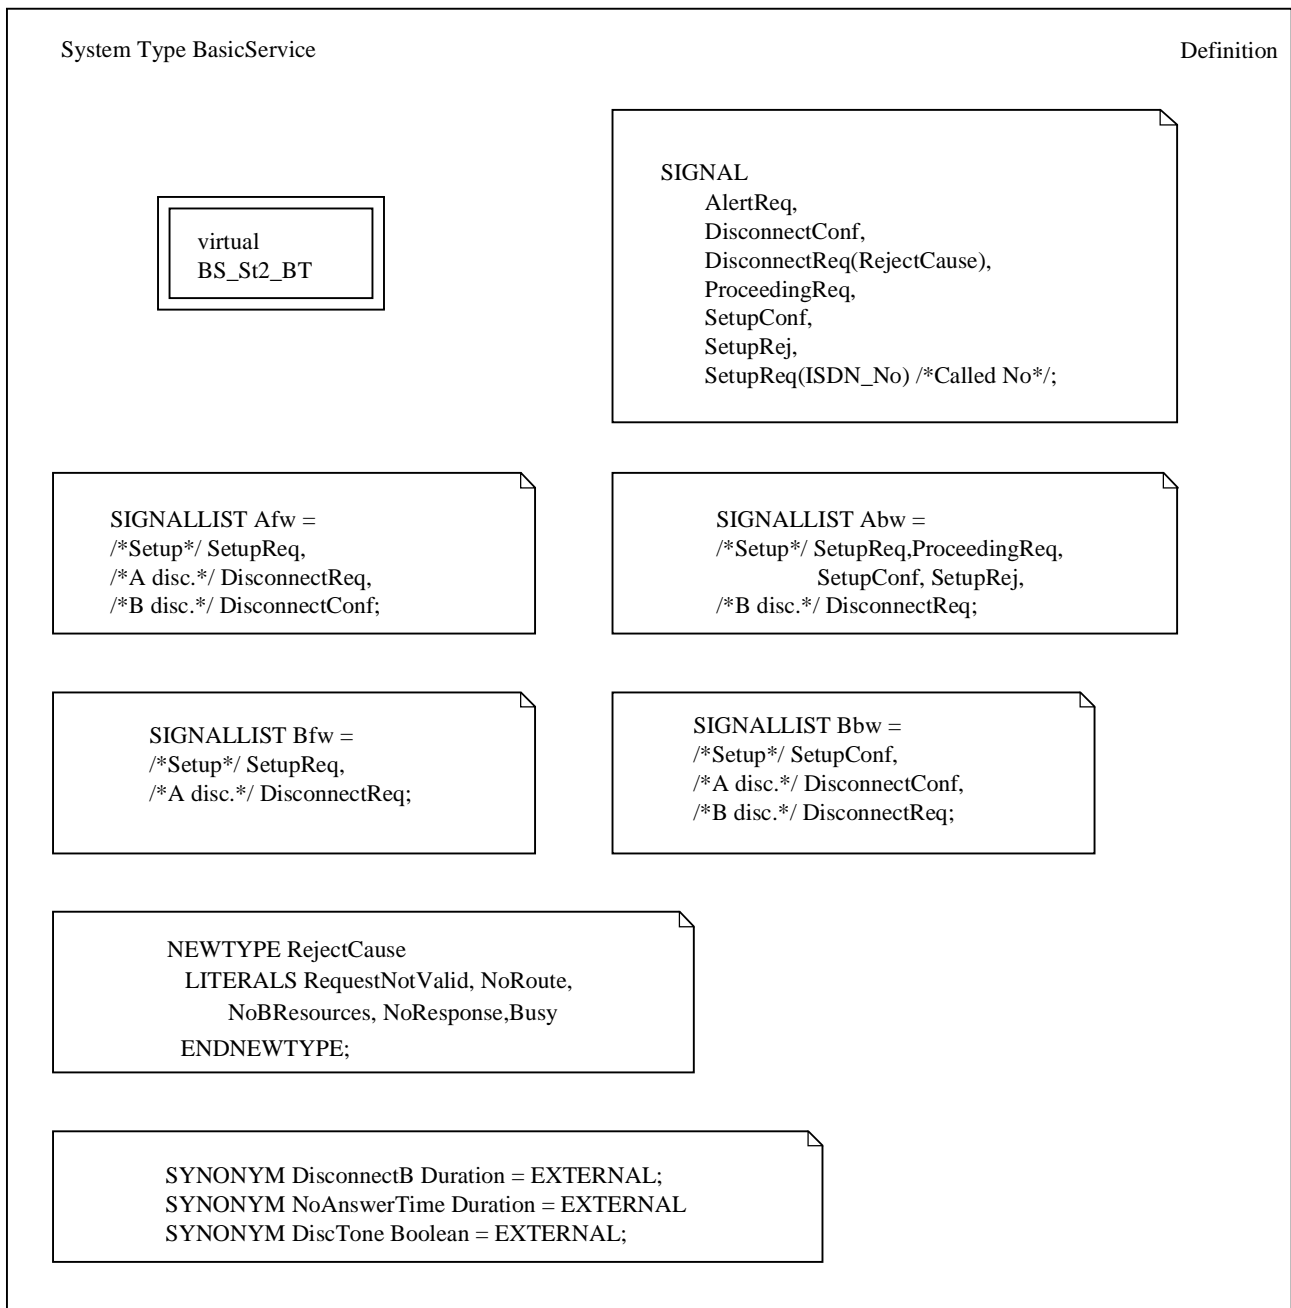 System Type BasicService
Definition
virtual
BS_St2_BT
SIGNAL
AlertReq,
DisconnectConf,
DisconnectReq(RejectCause),
ProceedingReq,
SetupConf,
SetupRej,
SetupReq(ISDN_No) /*Called No*/;
SIGNALLIST Afw =
/*Setup*/ SetupReq,
/*A disc.*/ DisconnectReq,
/*B disc.*/ DisconnectConf;
SIGNALLIST Abw =
/*Setup*/ SetupReq,ProceedingReq,
SetupConf, SetupRej,
/*B disc.*/ DisconnectReq;
SIGNALLIST Bfw =
/*Setup*/ SetupReq,
/*A disc.*/ DisconnectReq;
SIGNALLIST Bbw =
/*Setup*/ SetupConf,
/*A disc.*/ DisconnectConf,
/*B disc.*/ DisconnectReq;
NEWTYPE RejectCause
LITERALS RequestNotValid, NoRoute,
NoBResources, NoResponse,Busy
ENDNEWTYPE;
SYNONYM DisconnectB Duration = EXTERNAL;
SYNONYM NoAnswerTime Duration = EXTERNAL
SYNONYM DiscTone Boolean = EXTERNAL;